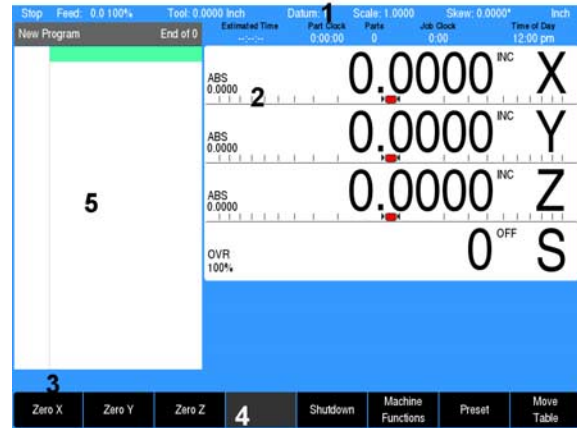 Stop Feed: 0.0 100% Tool: 0.0000 Inch Datum: 1 Scale: 1.0000 Skew: 0.0000° Inch
New Program End of 0
Estimated Time Part Clock Parts Job Clock Time of Day
--:--:-- 0:00:00 0 0:00 12:00 pm
ABS 0.0000 INC X
0.0000 2
ABS 0.0000 INC Y
0.0000
ABS 0.0000 INC Z
0.0000
5
OVR 0 OFF S
100%
3
Zero X Zero Y Zero Z 4 Shutdown Machine Functions Preset Move Table